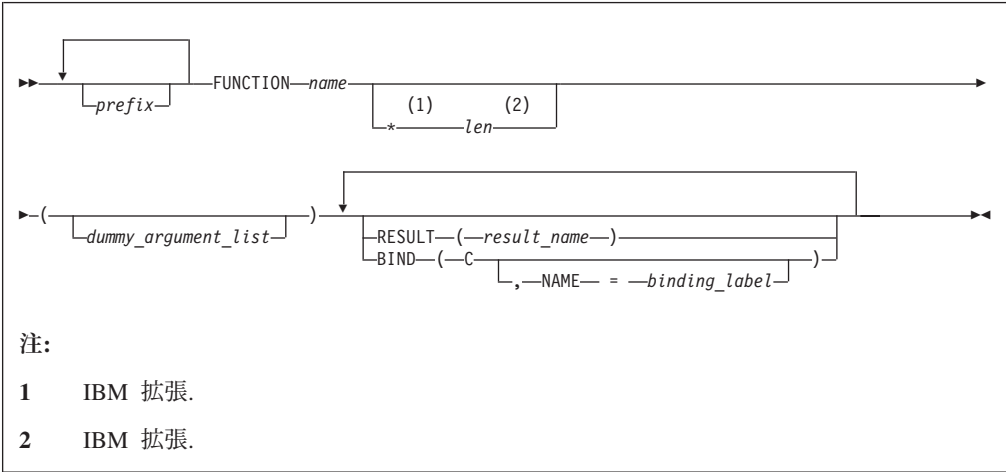 FUNCTION name
prefix
(1) (2)
* len
( )
dummy_argument_list
RESULT ( result_name )
BIND ( C )
, NAME = binding_label
注:
1 IBM 拡張.
2 IBM 拡張.